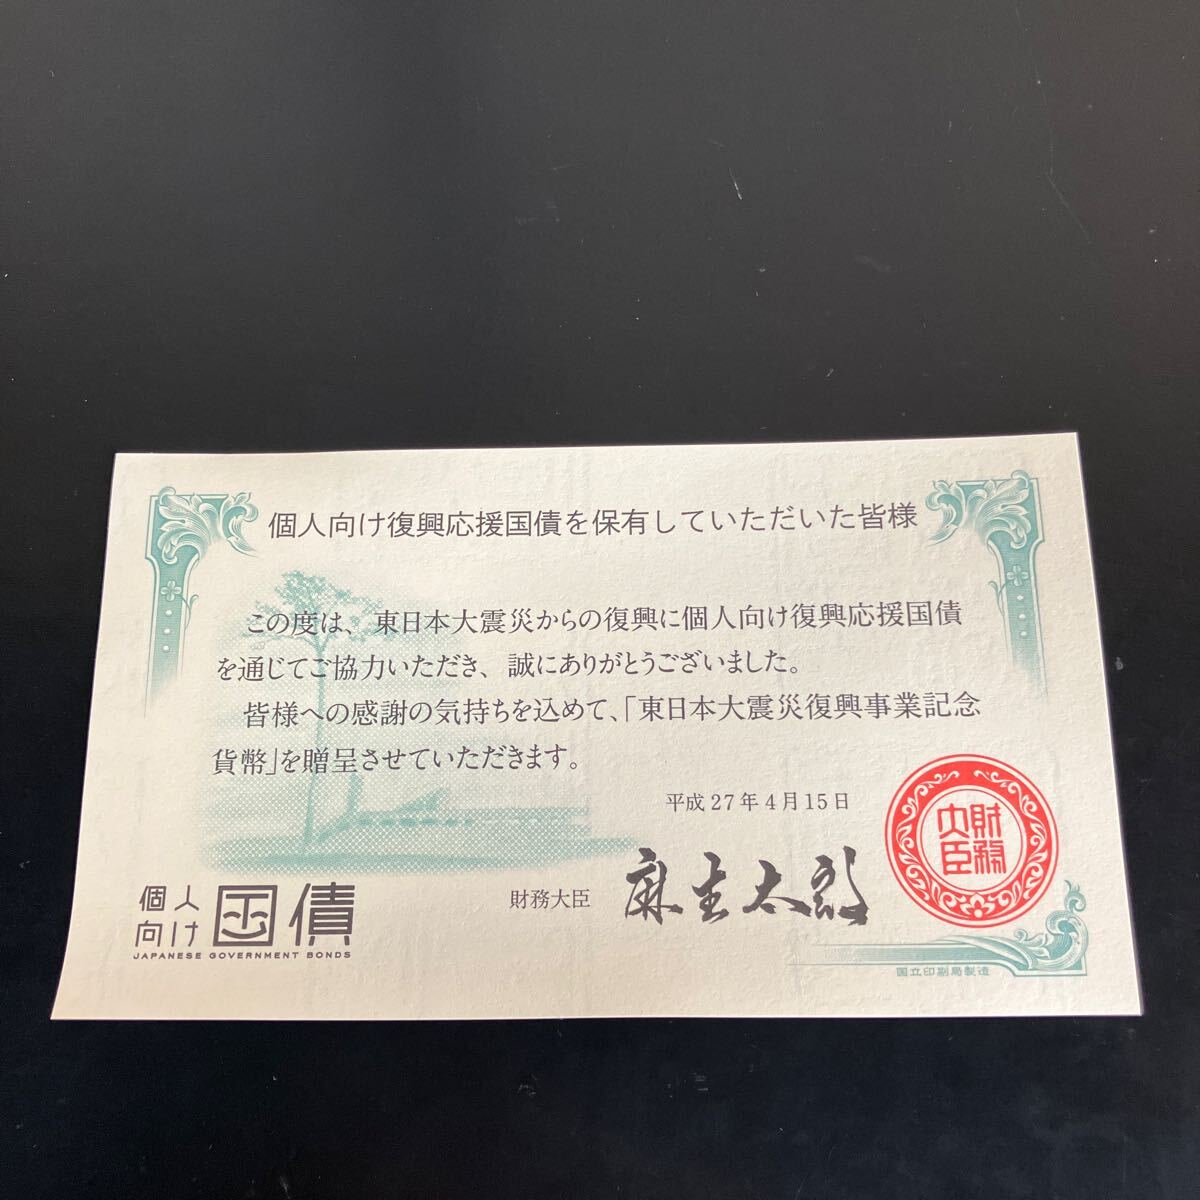 個人向け復興応援国債を保有していただいた皆様
この度は、東日本大震災からの復興に個人向け復興応援国債
を通じてご協力いただき、誠にありがとうございました。
皆様への感謝の気持ちを込めて、「東日本大震災復興事業記念
貨幣」を贈呈させていただきます。
平成27年4月15日
財務大臣 麻生太郎
財務大臣
個人
向け
国債
JAPANESE GOVERNMENT BONDS
国立印刷局製造